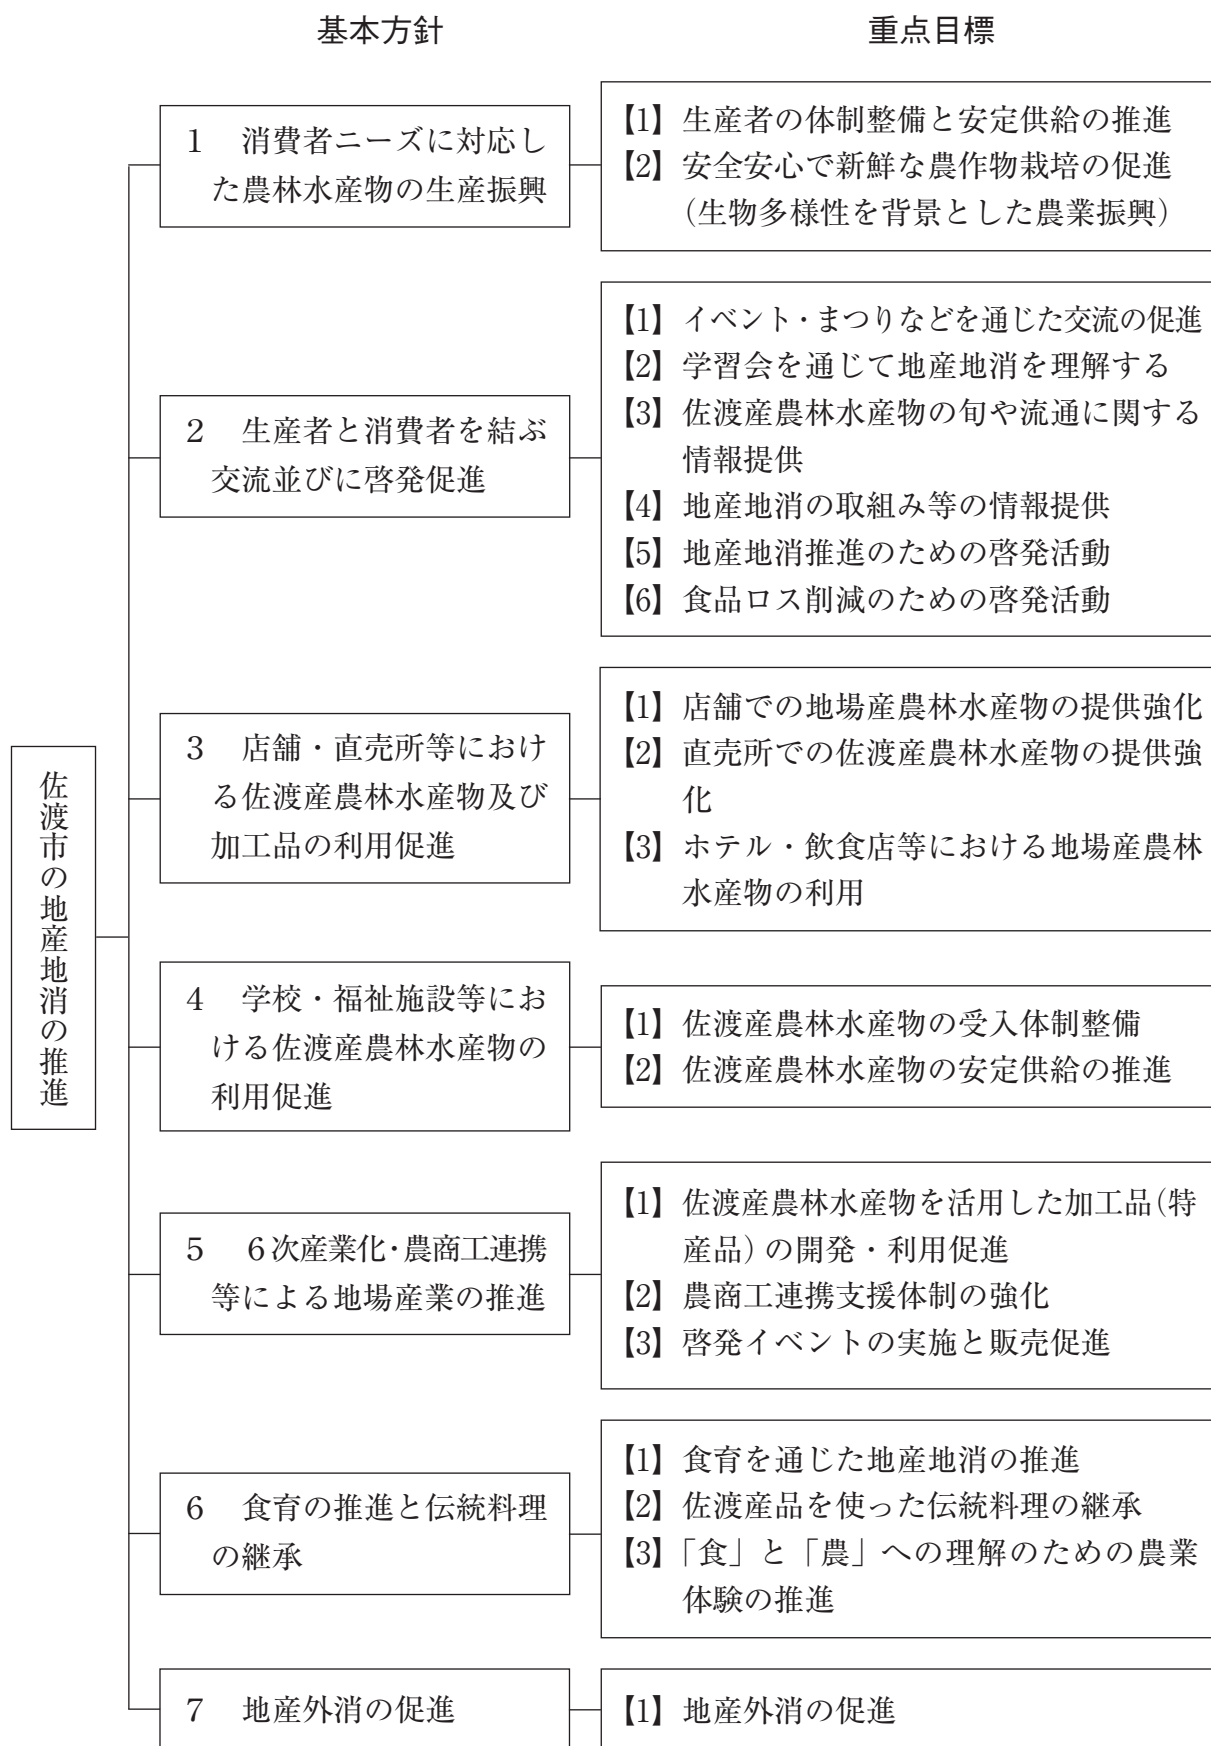 基本方針
重点目標
佐渡市の地産地消の推進
1 消費者ニーズに対応し
た農林水産物の生産振興
【1】生産者の体制整備と安定供給の推進
【2】安全安心で新鮮な農作物栽培の促進
(生物多様性を背景とした農業振興)
2 生産者と消費者を結ぶ
交流並びに啓発促進
【1】イベント・まつりなどを通じた交流の促進
【2】学習会を通じて地産地消を理解する
【3】佐渡産農林水産物の旬や流通に関する
情報提供
【4】地産地消の取組み等の情報提供
【5】地産地消推進のための啓発活動
【6】食品ロス削減のための啓発活動
3 店舗・直売所等におけ
る佐渡産農林水産物及び
加工品の利用促進
【1】店舗での地場産農林水産物の提供強化
【2】直売所での佐渡産農林水産物の提供強
化
【3】ホテル・飲食店等における地場産農林
水産物の利用
4 学校・福祉施設等にお
ける佐渡産農林水産物の
利用促進
【1】佐渡産農林水産物の受入体制整備
【2】佐渡産農林水産物の安定供給の推進
5 6次産業化・農商工連携
等による地場産業の推進
【1】佐渡産農林水産物を活用した加工品(特
産品)の開発・利用促進
【2】農商工連携支援体制の強化
【3】啓発イベントの実施と販売促進
6 食育の推進と伝統料理
の継承
【1】食育を通じた地産地消の推進
【2】佐渡産品を使った伝統料理の継承
【3】「食」と「農」への理解のための農業
体験の推進
7 地産外消の促進
【1】地産外消の促進